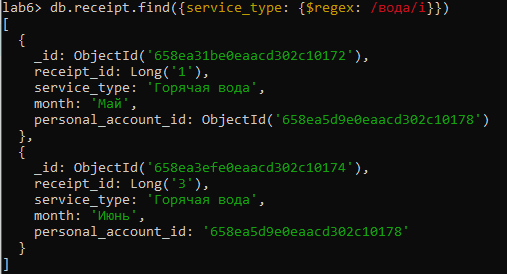 lab6> db.receipt.find({service_type: {$regex: /вода/i}})
[
  {
    _id: ObjectId('658ea31be0eaacd302c10172'),
    receipt_id: Long('1'),
    service_type: 'Горячая вода',
    month: 'Май',
    personal_account_id: ObjectId('658ea5d9e0eaacd302c10178')
  },
  {
    _id: ObjectId('658ea3efe0eaacd302c10174'),
    receipt_id: Long('3'),
    service_type: 'Горячая вода',
    month: 'Июнь',
    personal_account_id: '658ea5d9e0eaacd302c10178'
  }
]